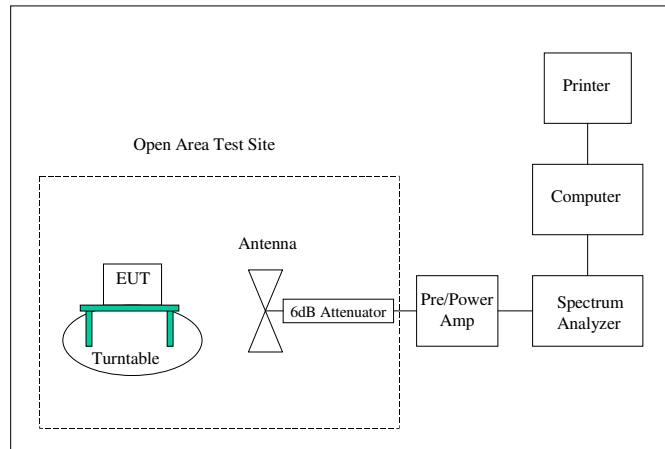 Printer
Open Area Test Site
Computer
Antenna
EUT
6dB Attenuator
Pre/Power
Amp
Spectrum
Analyzer
Turntable